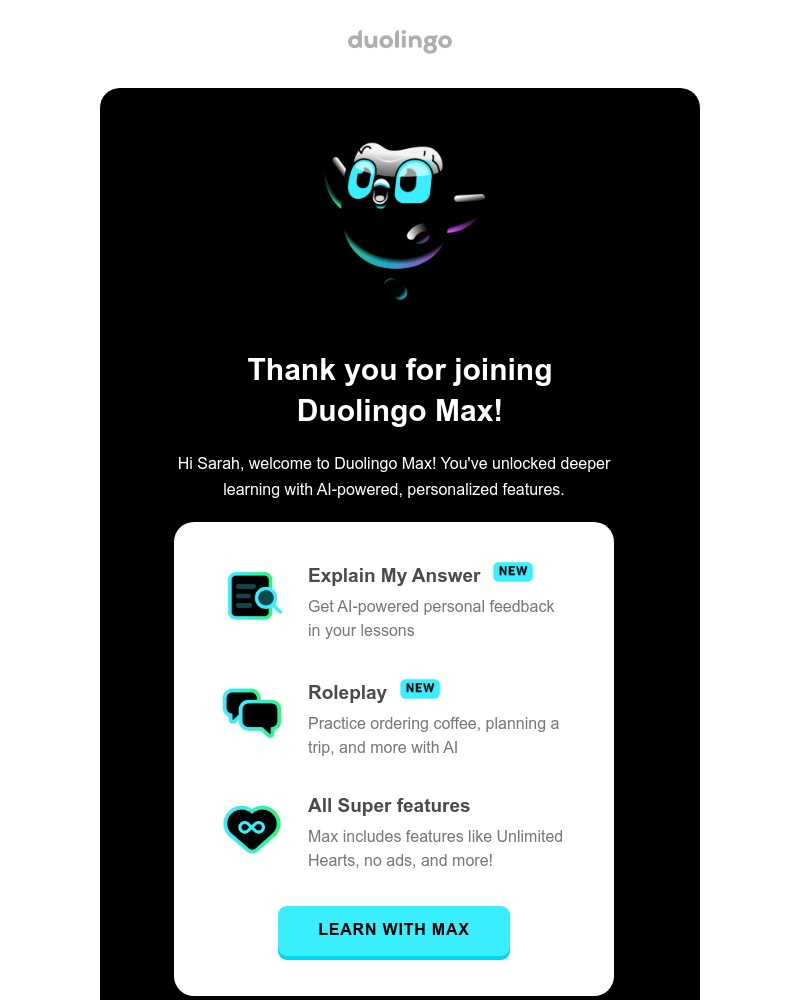 duolingo
Thank you for joining
Duolingo Max!
Hi Sarah, welcome to Duolingo Max! You've unlocked deeper
learning with AI-powered, personalized features.
Explain My Answer NEW
Get AI-powered personal feedback
in your lessons
Roleplay NEW
Practice ordering coffee, planning a
trip, and more with AI
All Super features
Max includes features like Unlimited
Hearts, no ads, and more!
LEARN WITH MAX